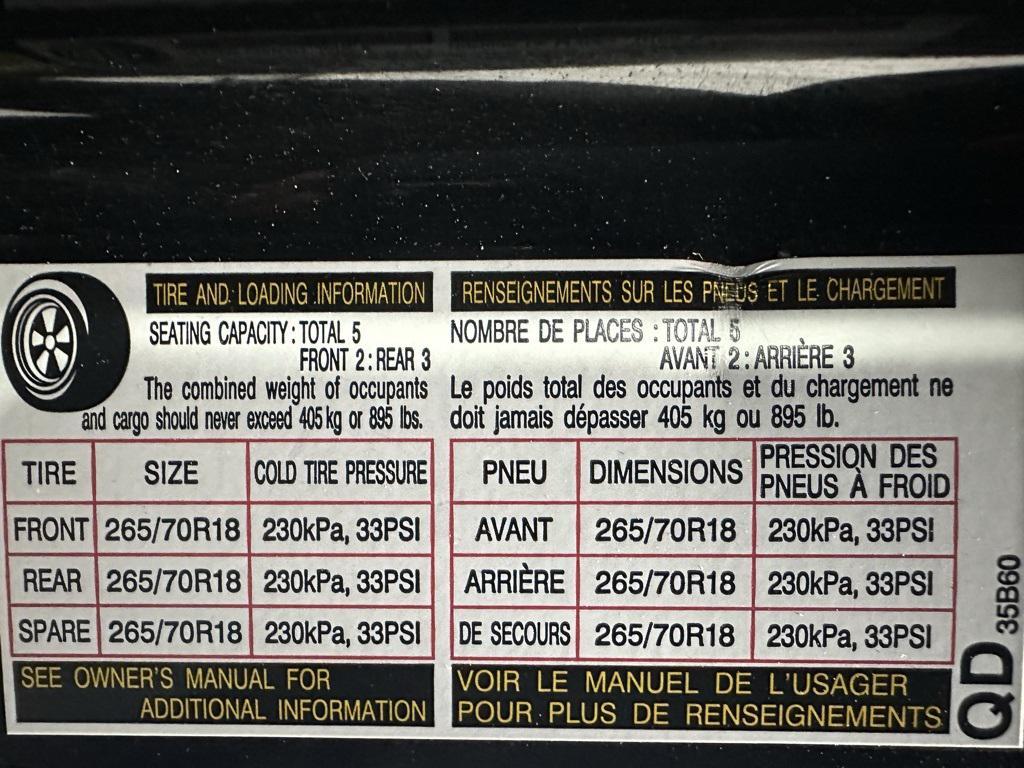 TIRE AND LOADING INFORMATION
SEATING CAPACITY: TOTAL 5
FRONT 2: REAR 3
The combined weight of occupants
and cargo should never exceed 405 kg or 895 lbs.
TIRE SIZE COLD TIRE PRESSURE
FRONT 265/70R18 230kPa, 33PSI
REAR 265/70R18 230kPa, 33PSI
SPARE 265/70R18 230kPa, 33PSI
SEE OWNER'S MANUAL FOR
ADDITIONAL INFORMATION
RENSEIGNEMENTS SUR LES PNEUS ET LE CHARGEMENT
NOMBRE DE PLACES : TOTAL 5
AVANT 2: ARRIÈRE 3
Le poids total des occupants et du chargement ne
doit jamais dépasser 405 kg ou 895 lb.
PNEU DIMENSIONS PRESSION DES
PNEUS À FROID
AVANT 265/70R18 230kPa, 33PSI
ARRIÈRE 265/70R18 230kPa, 33PSI
DE SECOURS 265/70R18 230kPa, 33PSI
VOIR LE MANUEL DE L'USAGER
POUR PLUS DE RENSEIGNEMENTS
QD 35B60